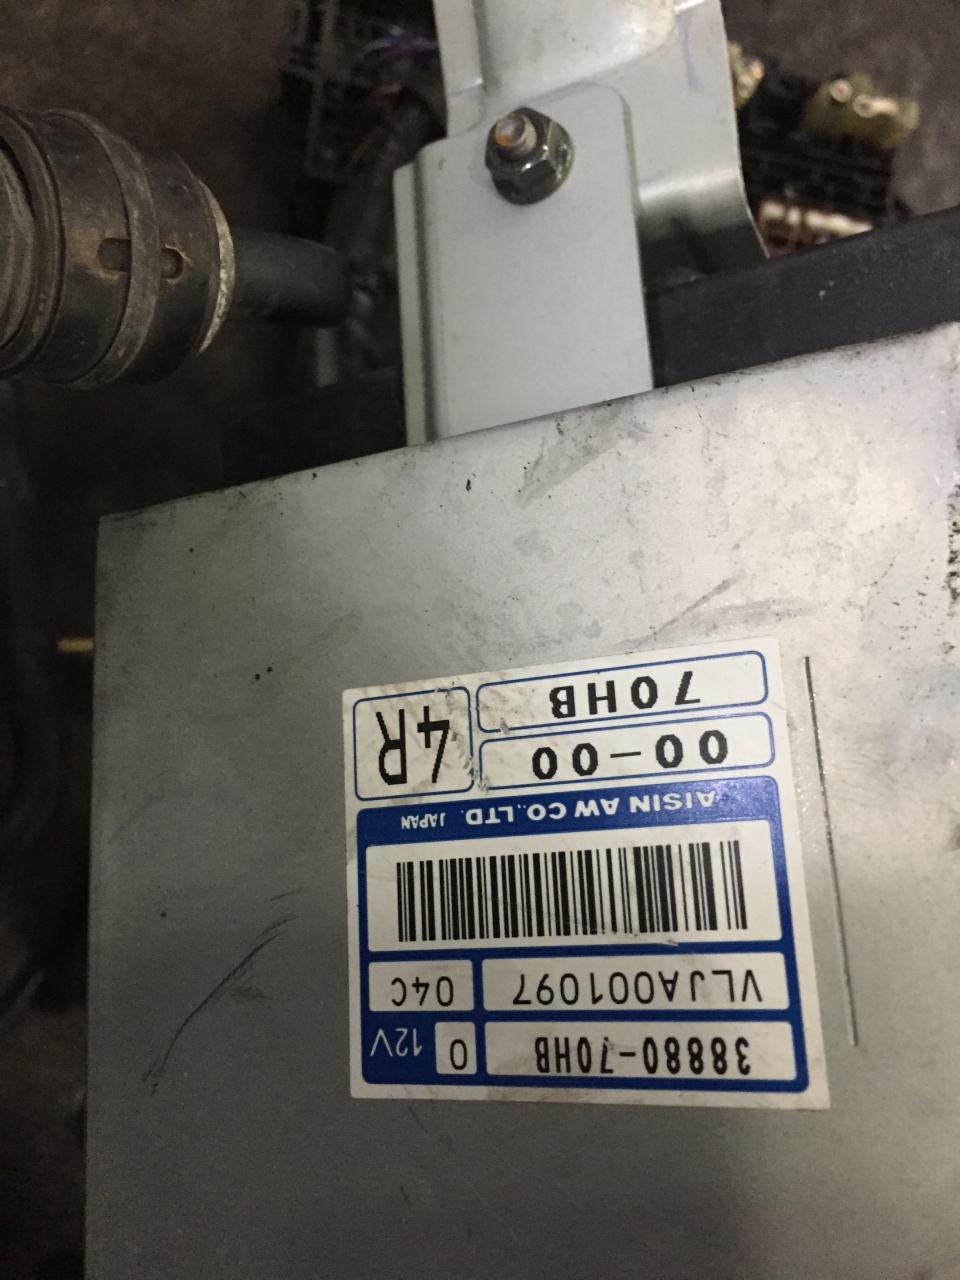 38880-70HB
0
12V
VLJA001097
04C
AISIN AW CO.,LTD. JAPAN
00-00
70HB
4R